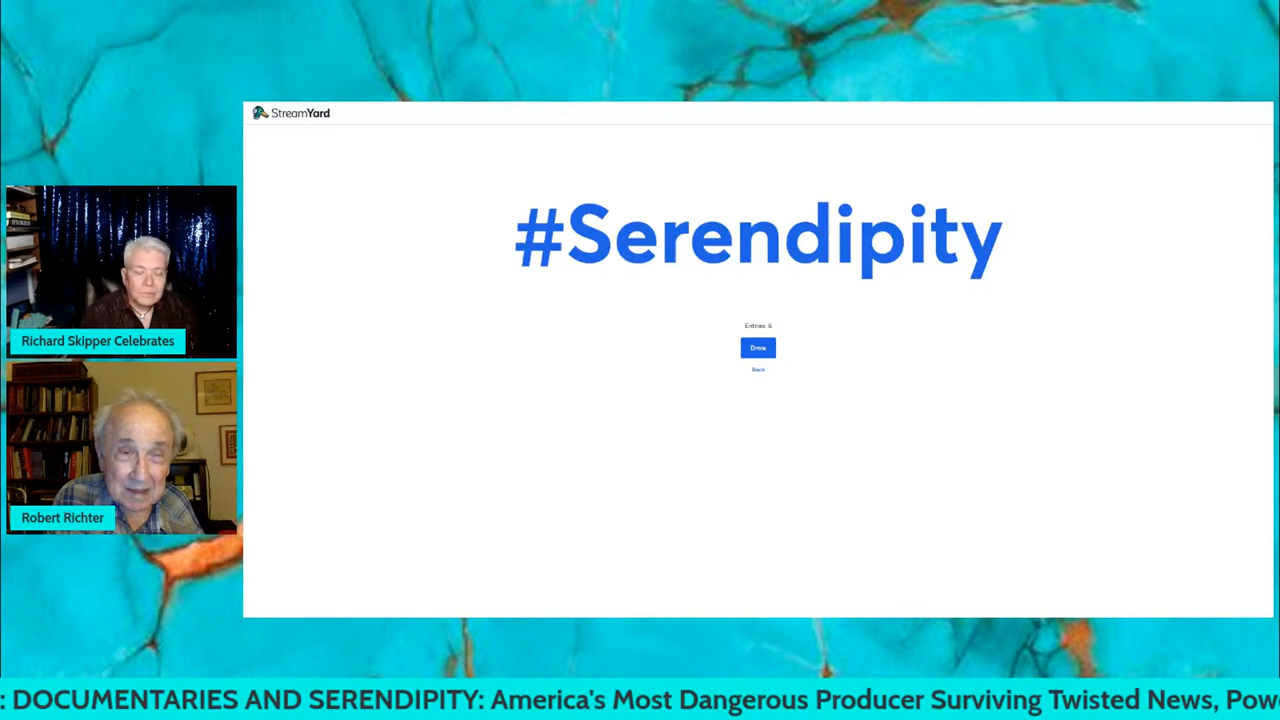 StreamYard
#Serendipity
Entries: 6
Draw
Back
Richard Skipper Celebrates
Robert Richter
: DOCUMENTARIES AND SERENDIPITY: America's Most Dangerous Producer Surviving Twisted News, Pow